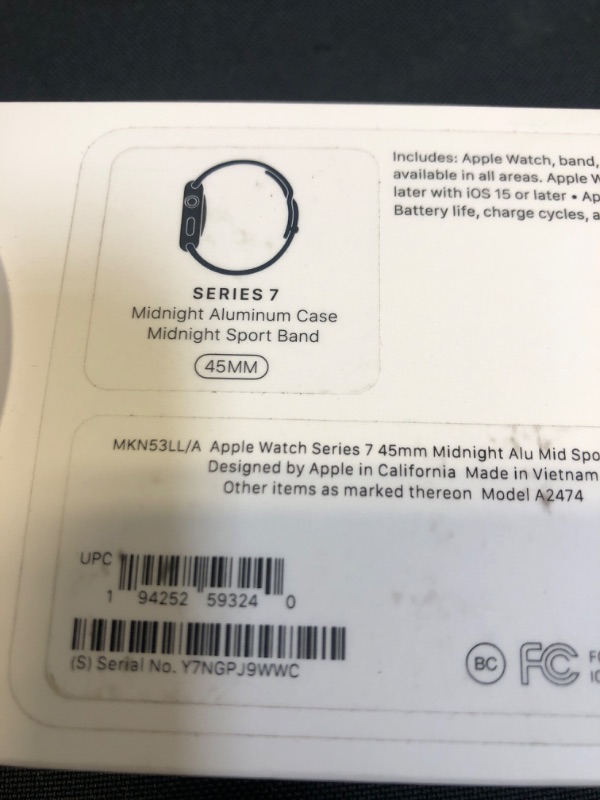 Includes: Apple Watch, band,
available in all areas. Apple W
later with iOS 15 or later • Ap
Battery life, charge cycles, a
SERIES 7
Midnight Aluminum Case
Midnight Sport Band
45MM
MKN53LL/A Apple Watch Series 7 45mm Midnight Alu Mid Spo
Designed by Apple in California Made in Vietnam
Other items as marked thereon Model A2474
UPC
1 94252 59324 0
(S) Serial No. Y7NGPJ9WWC
BC FC